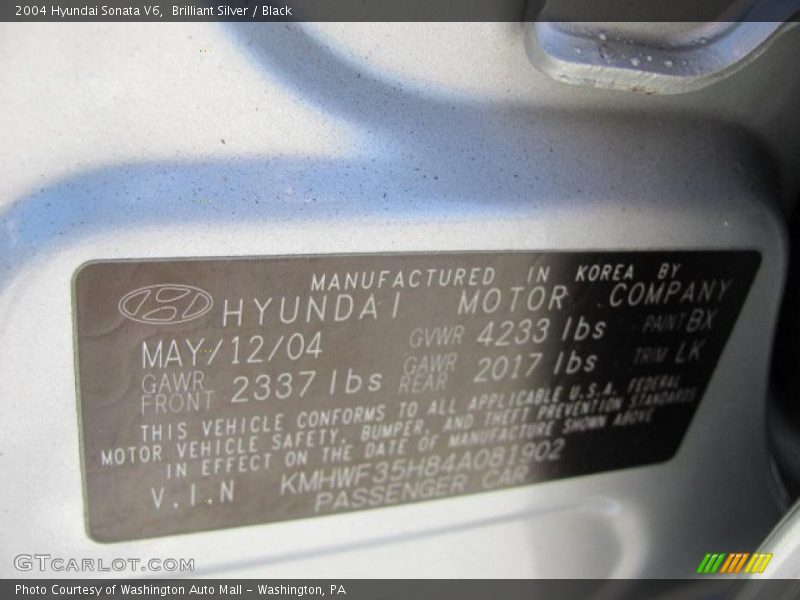 2004 Hyundai Sonata V6,  Brilliant Silver / Black
MANUFACTURED IN KOREA BY
HYUNDAI MOTOR COMPANY
MAY/12/04 GVWR 4233 lbs PAINT BX
GAWR FRONT 2337 lbs GAWR REAR 2017 lbs TRIM LK
THIS VEHICLE CONFORMS TO ALL APPLICABLE U.S.A. FEDERAL
MOTOR VEHICLE SAFETY, BUMPER, AND THEFT PREVENTION STANDARDS
IN EFFECT ON THE DATE OF MANUFACTURE SHOWN ABOVE
V.I.N KMHWF35H84A081902
PASSENGER CAR
GTcarlot.com
Photo Courtesy of Washington Auto Mall - Washington, PA